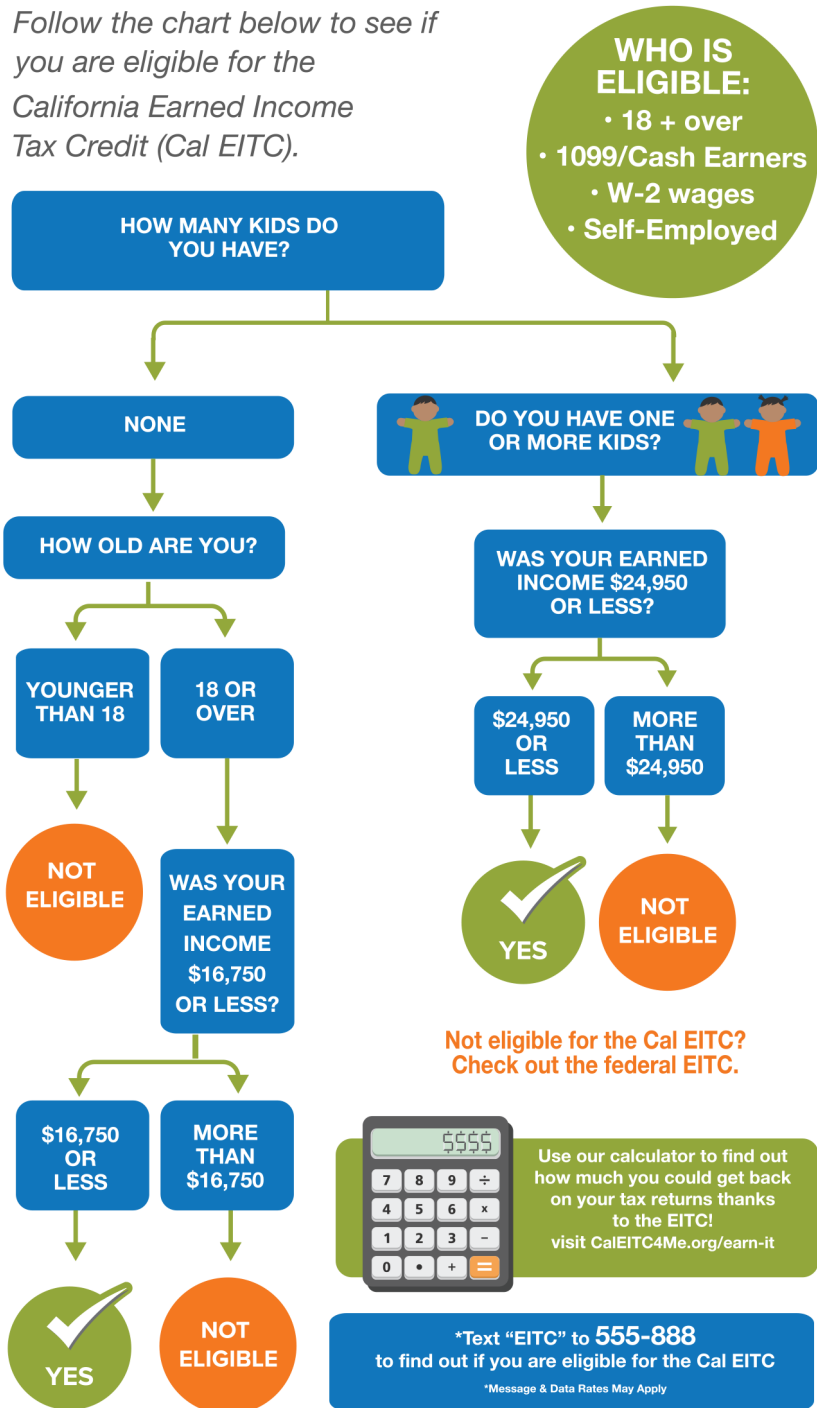 Follow the chart below to see if
you are eligible for the
California Earned Income
Tax Credit (Cal EITC).
WHO IS
ELIGIBLE:
• 18 + over
• 1099/Cash Earners
• W-2 wages
• Self-Employed
HOW MANY KIDS DO
YOU HAVE?
NONE
DO YOU HAVE ONE
OR MORE KIDS?
HOW OLD ARE YOU?
WAS YOUR EARNED
INCOME $24,950
OR LESS?
YOUNGER
THAN 18
18 OR
OVER
$24,950
OR
LESS
MORE
THAN
$24,950
NOT
ELIGIBLE
WAS YOUR
EARNED
INCOME
$16,750
OR LESS?
YES
NOT
ELIGIBLE
Not eligible for the Cal EITC?
Check out the federal EITC.
$16,750
OR
LESS
MORE
THAN
$16,750
YES
NOT
ELIGIBLE
$$$$
7 8 9 ÷
4 5 6 x
1 2 3 −
0 • + =
Use our calculator to find out
how much you could get back
on your tax returns thanks
to the EITC!
visit CalEITC4Me.org/earn-it
*Text “EITC” to 555-888
to find out if you are eligible for the Cal EITC
*Message & Data Rates May Apply